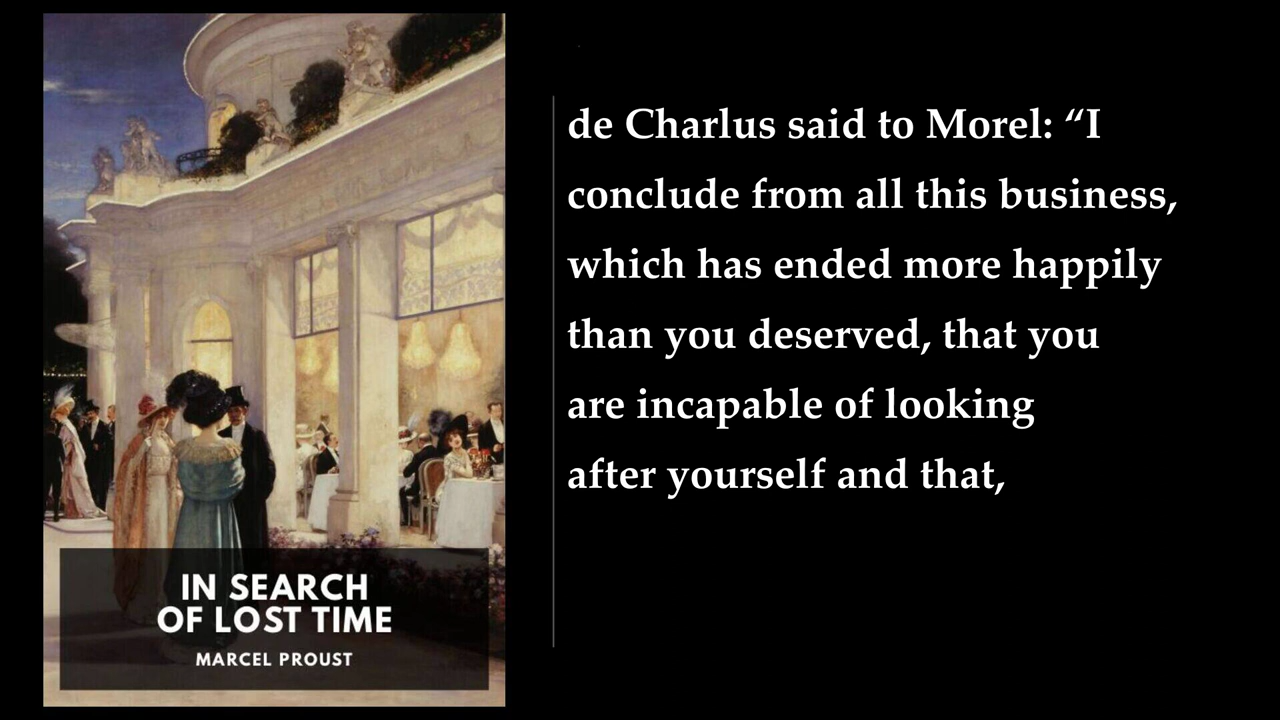 de Charlus said to Morel: “I
conclude from all this business,
which has ended more happily
than you deserved, that you
are incapable of looking
after yourself and that,
IN SEARCH
OF LOST TIME
MARCEL PROUST